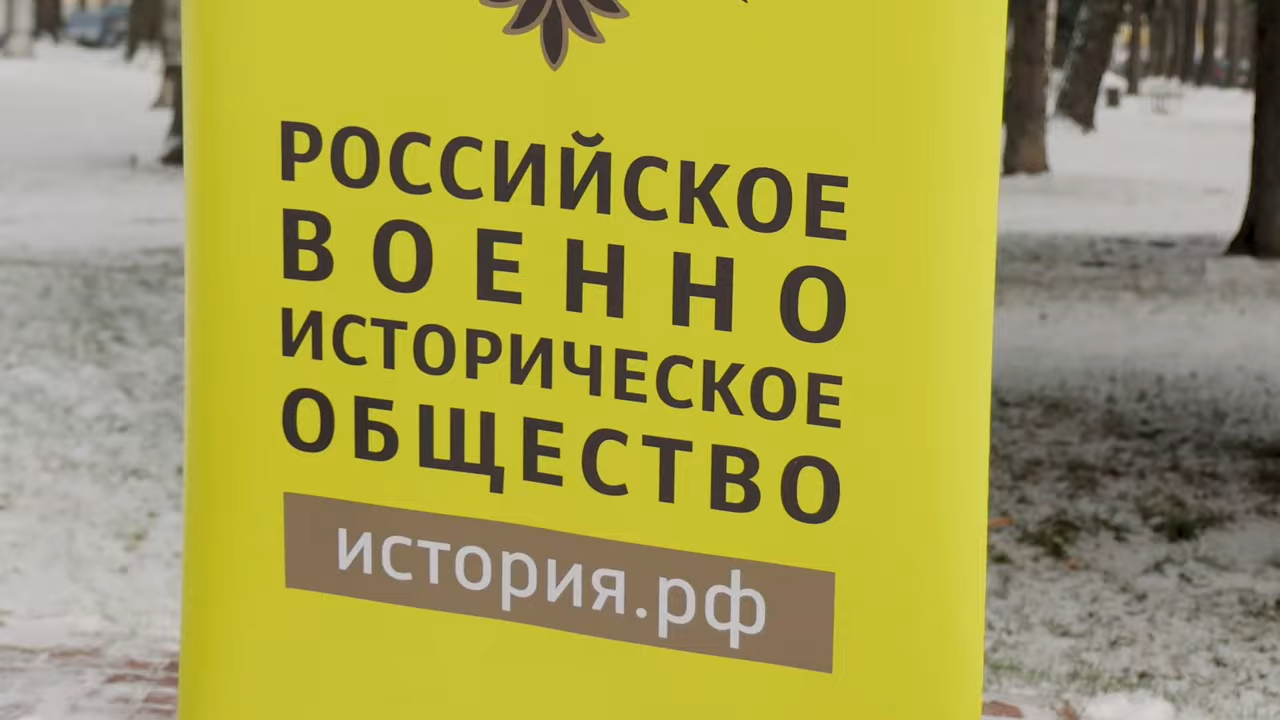 РОССИЙСКОЕ
ВОЕННО
ИСТОРИЧЕСКОЕ
ОБЩЕСТВО
история.рф